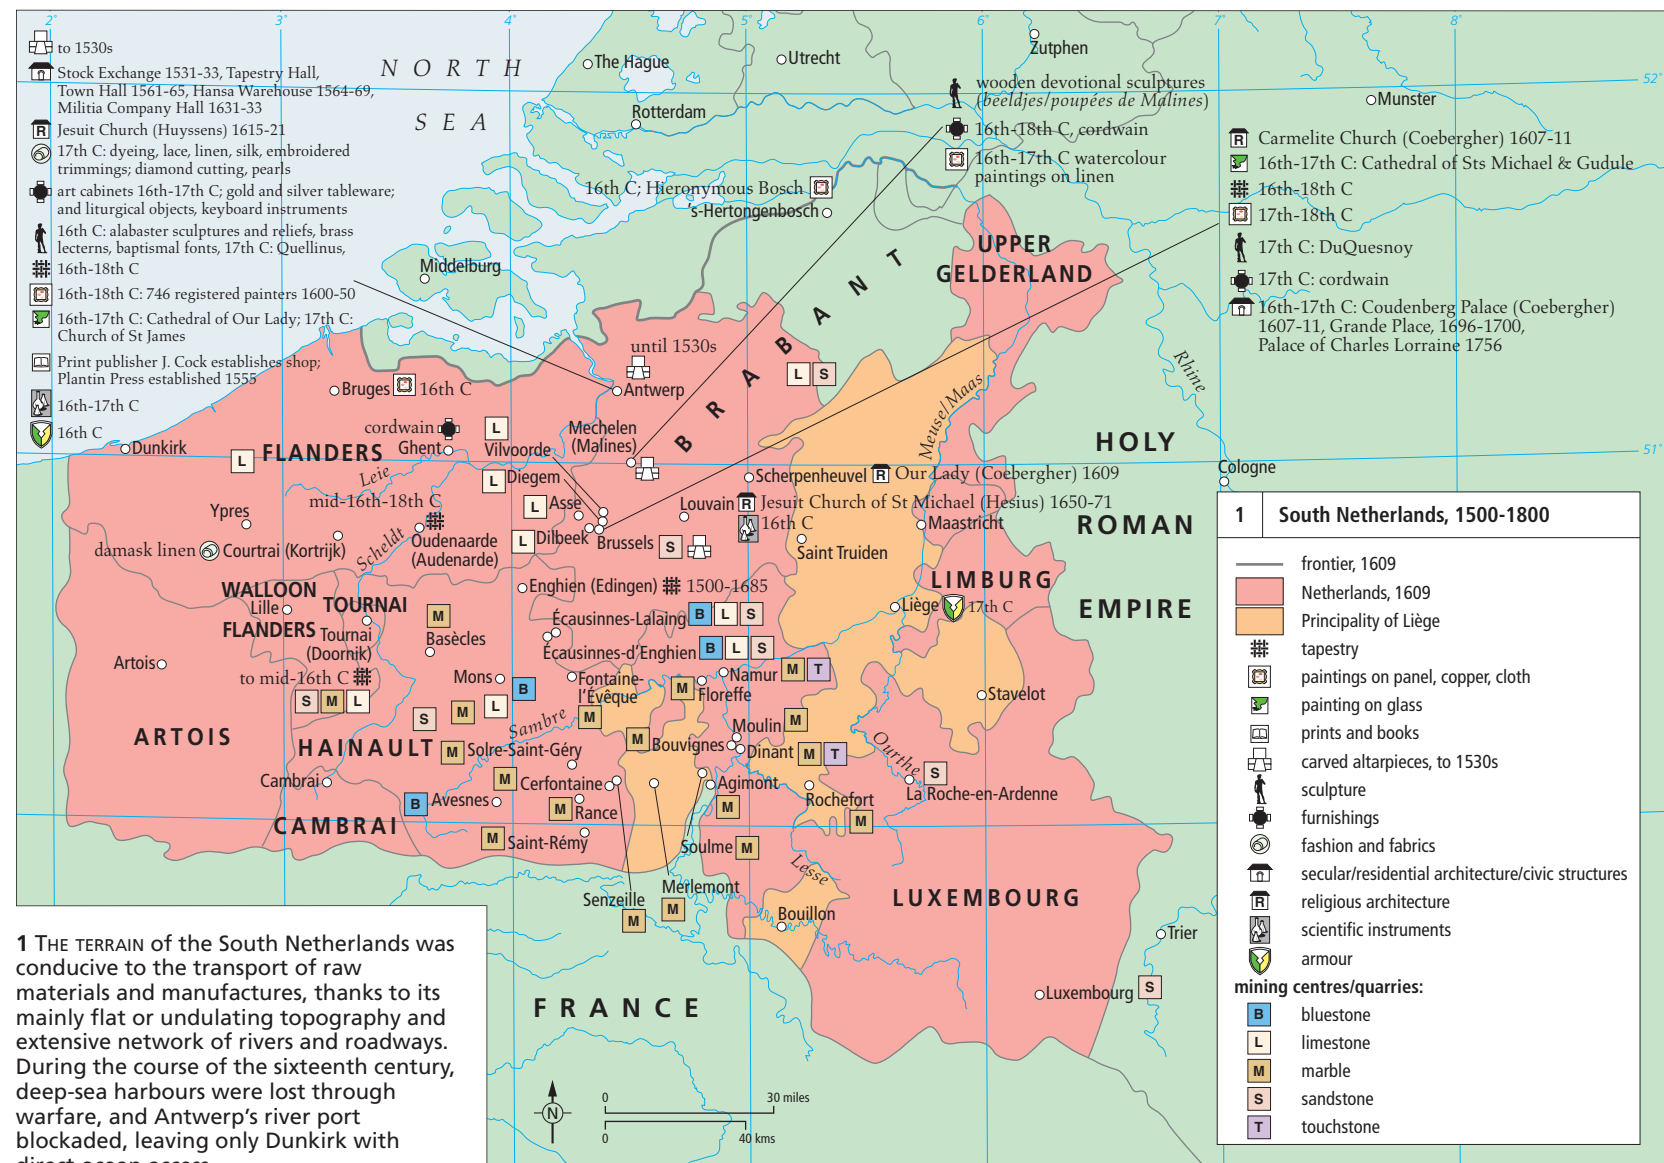 2° 3° 4° 5° 6° 7° 8°
52°
51°
to 1530s
Stock Exchange 1531-33, Tapestry Hall,
Town Hall 1561-65, Hansa Warehouse 1564-69,
Militia Company Hall 1631-33
R Jesuit Church (Huyssens) 1615-21
17th C: dyeing, lace, linen, silk, embroidered
trimmings; diamond cutting, pearls
art cabinets 16th-17th C; gold and silver tableware;
and liturgical objects, keyboard instruments
16th C: alabaster sculptures and reliefs, brass
lecterns, baptismal fonts, 17th C: Quellinus,
16th-18th C
16th-18th C: 746 registered painters 1600-50
16th-17th C: Cathedral of Our Lady; 17th C:
Church of St James
Print publisher J. Cock establishes shop;
Plantin Press established 1555
16th-17th C
16th C
NORTH
SEA
The Hague
Utrecht
Zutphen
Rotterdam
Munster
wooden devotional sculptures
(beeldjes/poupées de Malines)
16th-18th C, cordwain
16th-17th C watercolour
paintings on linen
R Carmelite Church (Coebergher) 1607-11
16th-17th C: Cathedral of Sts Michael & Gudule
16th-18th C
17th-18th C
17th C: DuQuesnoy
17th C: cordwain
16th-17th C: Coudenberg Palace (Coebergher)
1607-11, Grande Place, 1696-1700,
Palace of Charles Lorraine 1756
16th C; Hieronymous Bosch
's-Hertongenbosch
Middelburg
UPPER
GELDERLAND
BRABANT
until 1530s
Antwerp
L S
Rhine
Meuse/Maas
Bruges 16th C
cordwain
Ghent
L
Mechelen
(Malines)
Vilvoorde
Dunkirk
L
FLANDERS
Leie
L
Diegem
HOLY
ROMAN
EMPIRE
Cologne
Scherpenheuvel R Our Lady (Coebergher) 1609
mid-16th-18th C
L
Asse
Louvain R Jesuit Church of St Michael (Hesius) 1650-71
16th C
Maastricht
Ypres
damask linen
Courtrai (Kortrijk)
Scheldt
Oudenaarde
(Audenarde)
L
Dilbeek
Brussels
S
Saint Truiden
LIMBURG
Enghien (Edingen) 1500-1685
WALLOON
FLANDERS
Lille
TOURNAI
Tournai
(Doornik)
M
Basècles
Écausinnes-Lalaing B L S
Écausinnes-d'Enghien B L S
Liège 17th C
Artois
to mid-16th C
S M L
Mons
B
Fontaine-
l'Évêque
M
M
Floreffe
Namur
M T
Stavelot
S
M
L
Sambre
ARTOIS
HAINAULT
M
Solre-Saint-Géry
M
Bouvignes
Moulin
M
Dinant
M T
Ourthe
S
La Roche-en-Ardenne
Cambrai
M
Cerfontaine
Agimont
M
Rochefort
M
B
Avesnes
M
Rance
CAMBRAI
M
Saint-Rémy
Soulme
M
Lesse
Senzeille
M
Merlemont
M
Bouillon
LUXEMBOURG
Trier
Luxembourg
S
FRANCE
N
0 30 miles
0 40 kms
1 South Netherlands, 1500-1800
frontier, 1609
Netherlands, 1609
Principality of Liège
tapestry
paintings on panel, copper, cloth
painting on glass
prints and books
carved altarpieces, to 1530s
sculpture
furnishings
fashion and fabrics
secular/residential architecture/civic structures
R religious architecture
scientific instruments
armour
mining centres/quarries:
B bluestone
L limestone
M marble
S sandstone
T touchstone
1 THE TERRAIN of the South Netherlands was
conducive to the transport of raw
materials and manufactures, thanks to its
mainly flat or undulating topography and
extensive network of rivers and roadways.
During the course of the sixteenth century,
deep-sea harbours were lost through
warfare, and Antwerp's river port
blockaded, leaving only Dunkirk with
direct ocean access